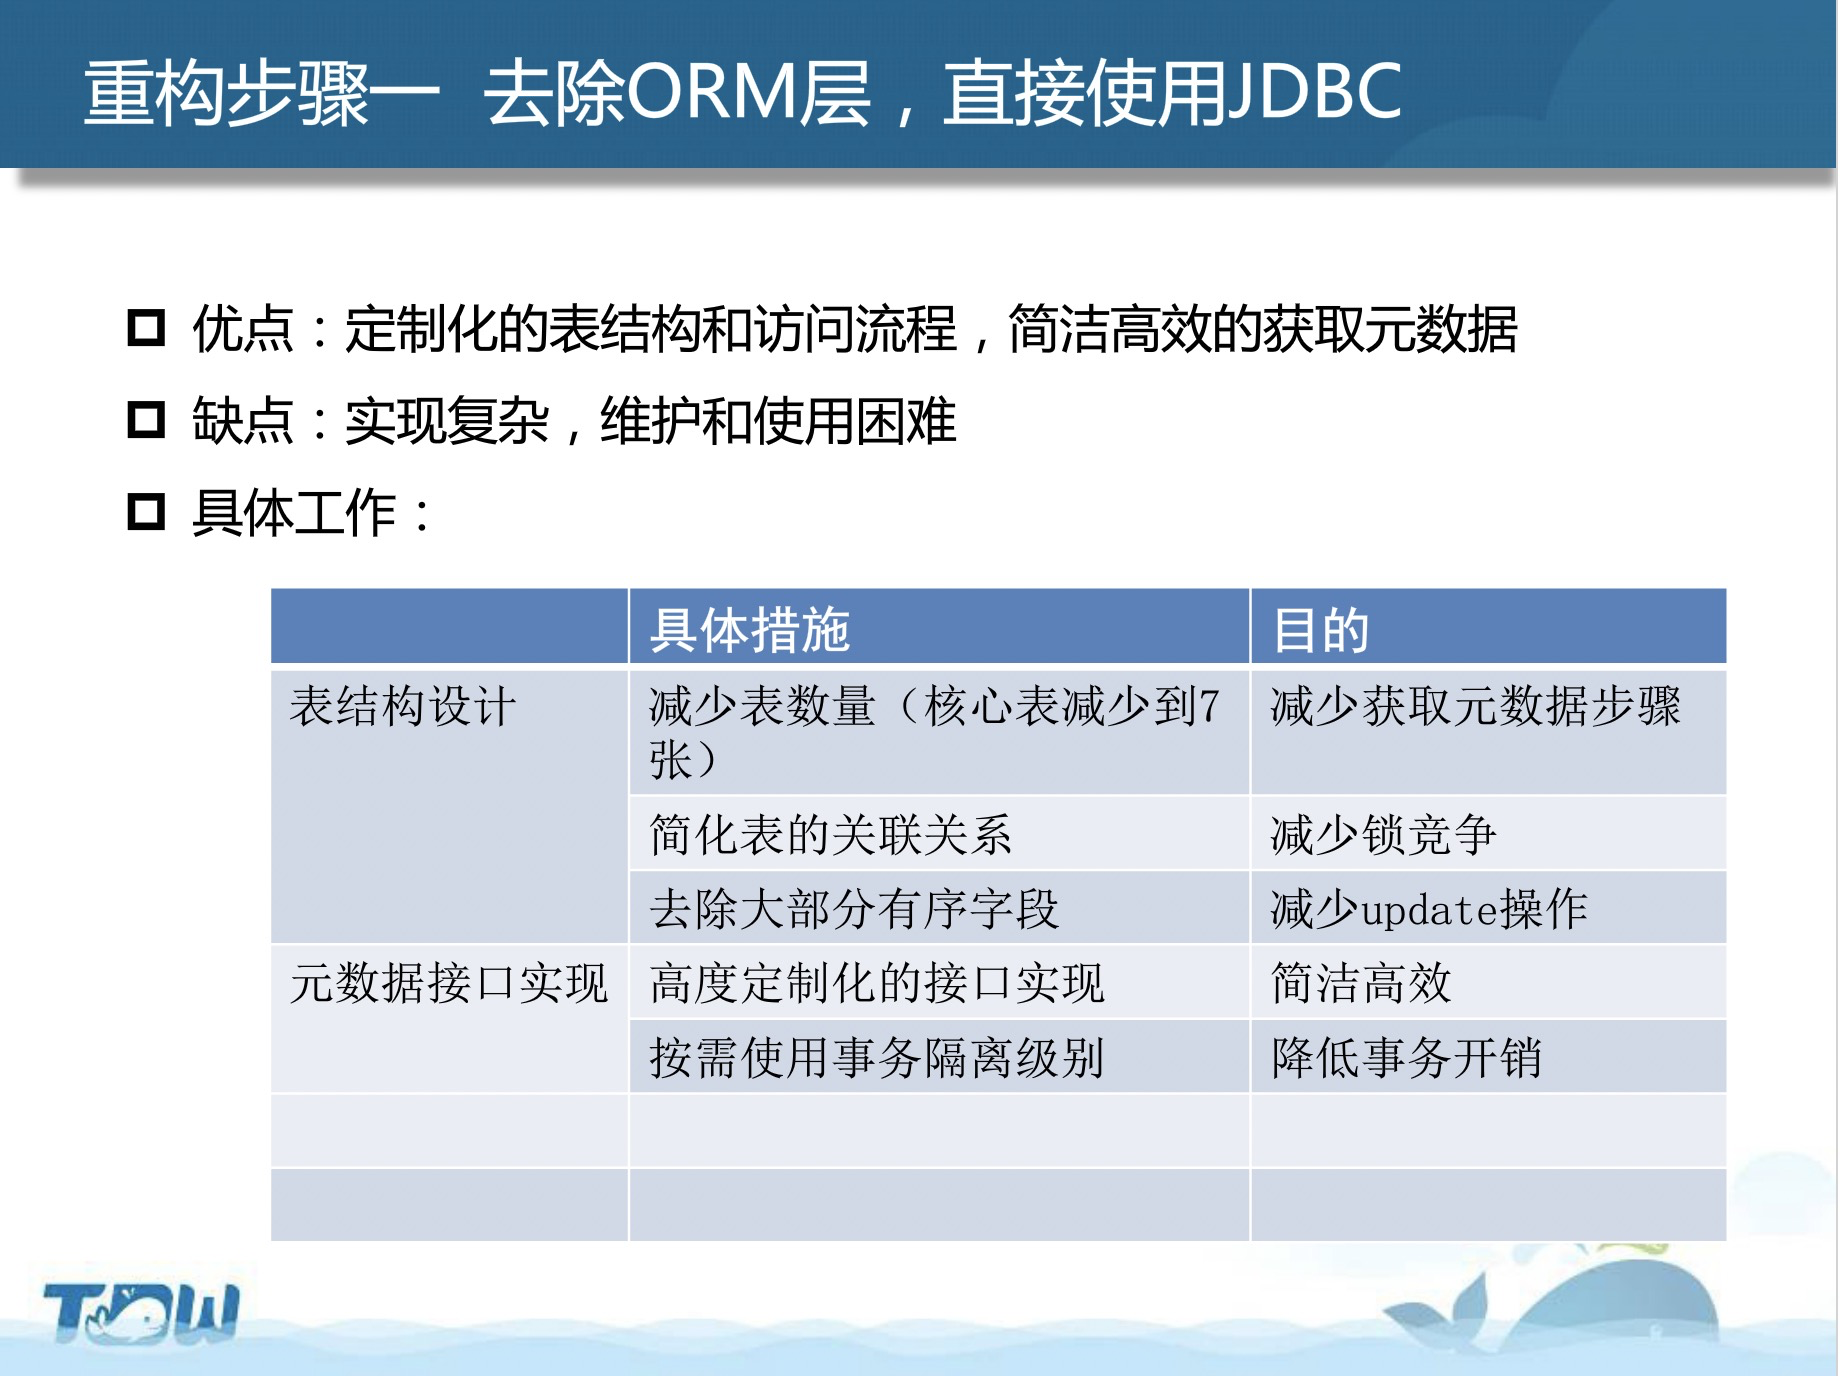 重构步骤一 去除ORM层，直接使用JDBC
优点：定制化的表结构和访问流程，简洁高效的获取元数据
缺点：实现复杂，维护和使用困难
具体工作：
具体措施 目的
表结构设计 减少表数量（核心表减少到7 减少获取元数据步骤
张）
简化表的关联关系 减少锁竞争
去除大部分有序字段 减少update操作
元数据接口实现 高度定制化的接口实现 简洁高效
按需使用事务隔离级别 降低事务开销
TDW